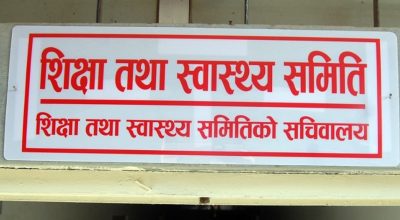 शिक्षा तथा स्वास्थ्य समिति
शिक्षा तथा स्वास्थ्य समितिको सचिवालय